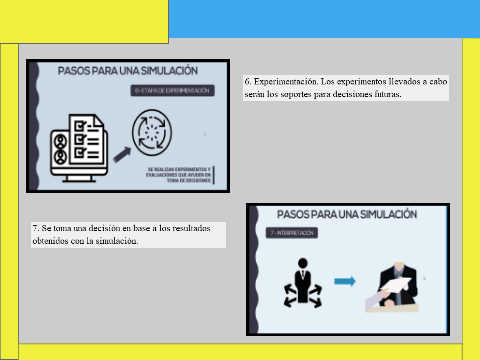 PASOS PARA UNA SIMULACIÓN
6- ETAPA DE EXPERIMENTACIÓN
SE REALIZAN EXPERIMENTOS Y
EVALUACIONES QUE AYUDEN EN
TOMA DE DECISIONES
6. Experimentación. Los experimentos llevados a cabo
serán los soportes para decisiones futuras.
7. Se toma una decisión en base a los resultados
obtenidos con la simulación.
PASOS PARA UNA SIMULACIÓN
7 - INTERPRETACIÓN